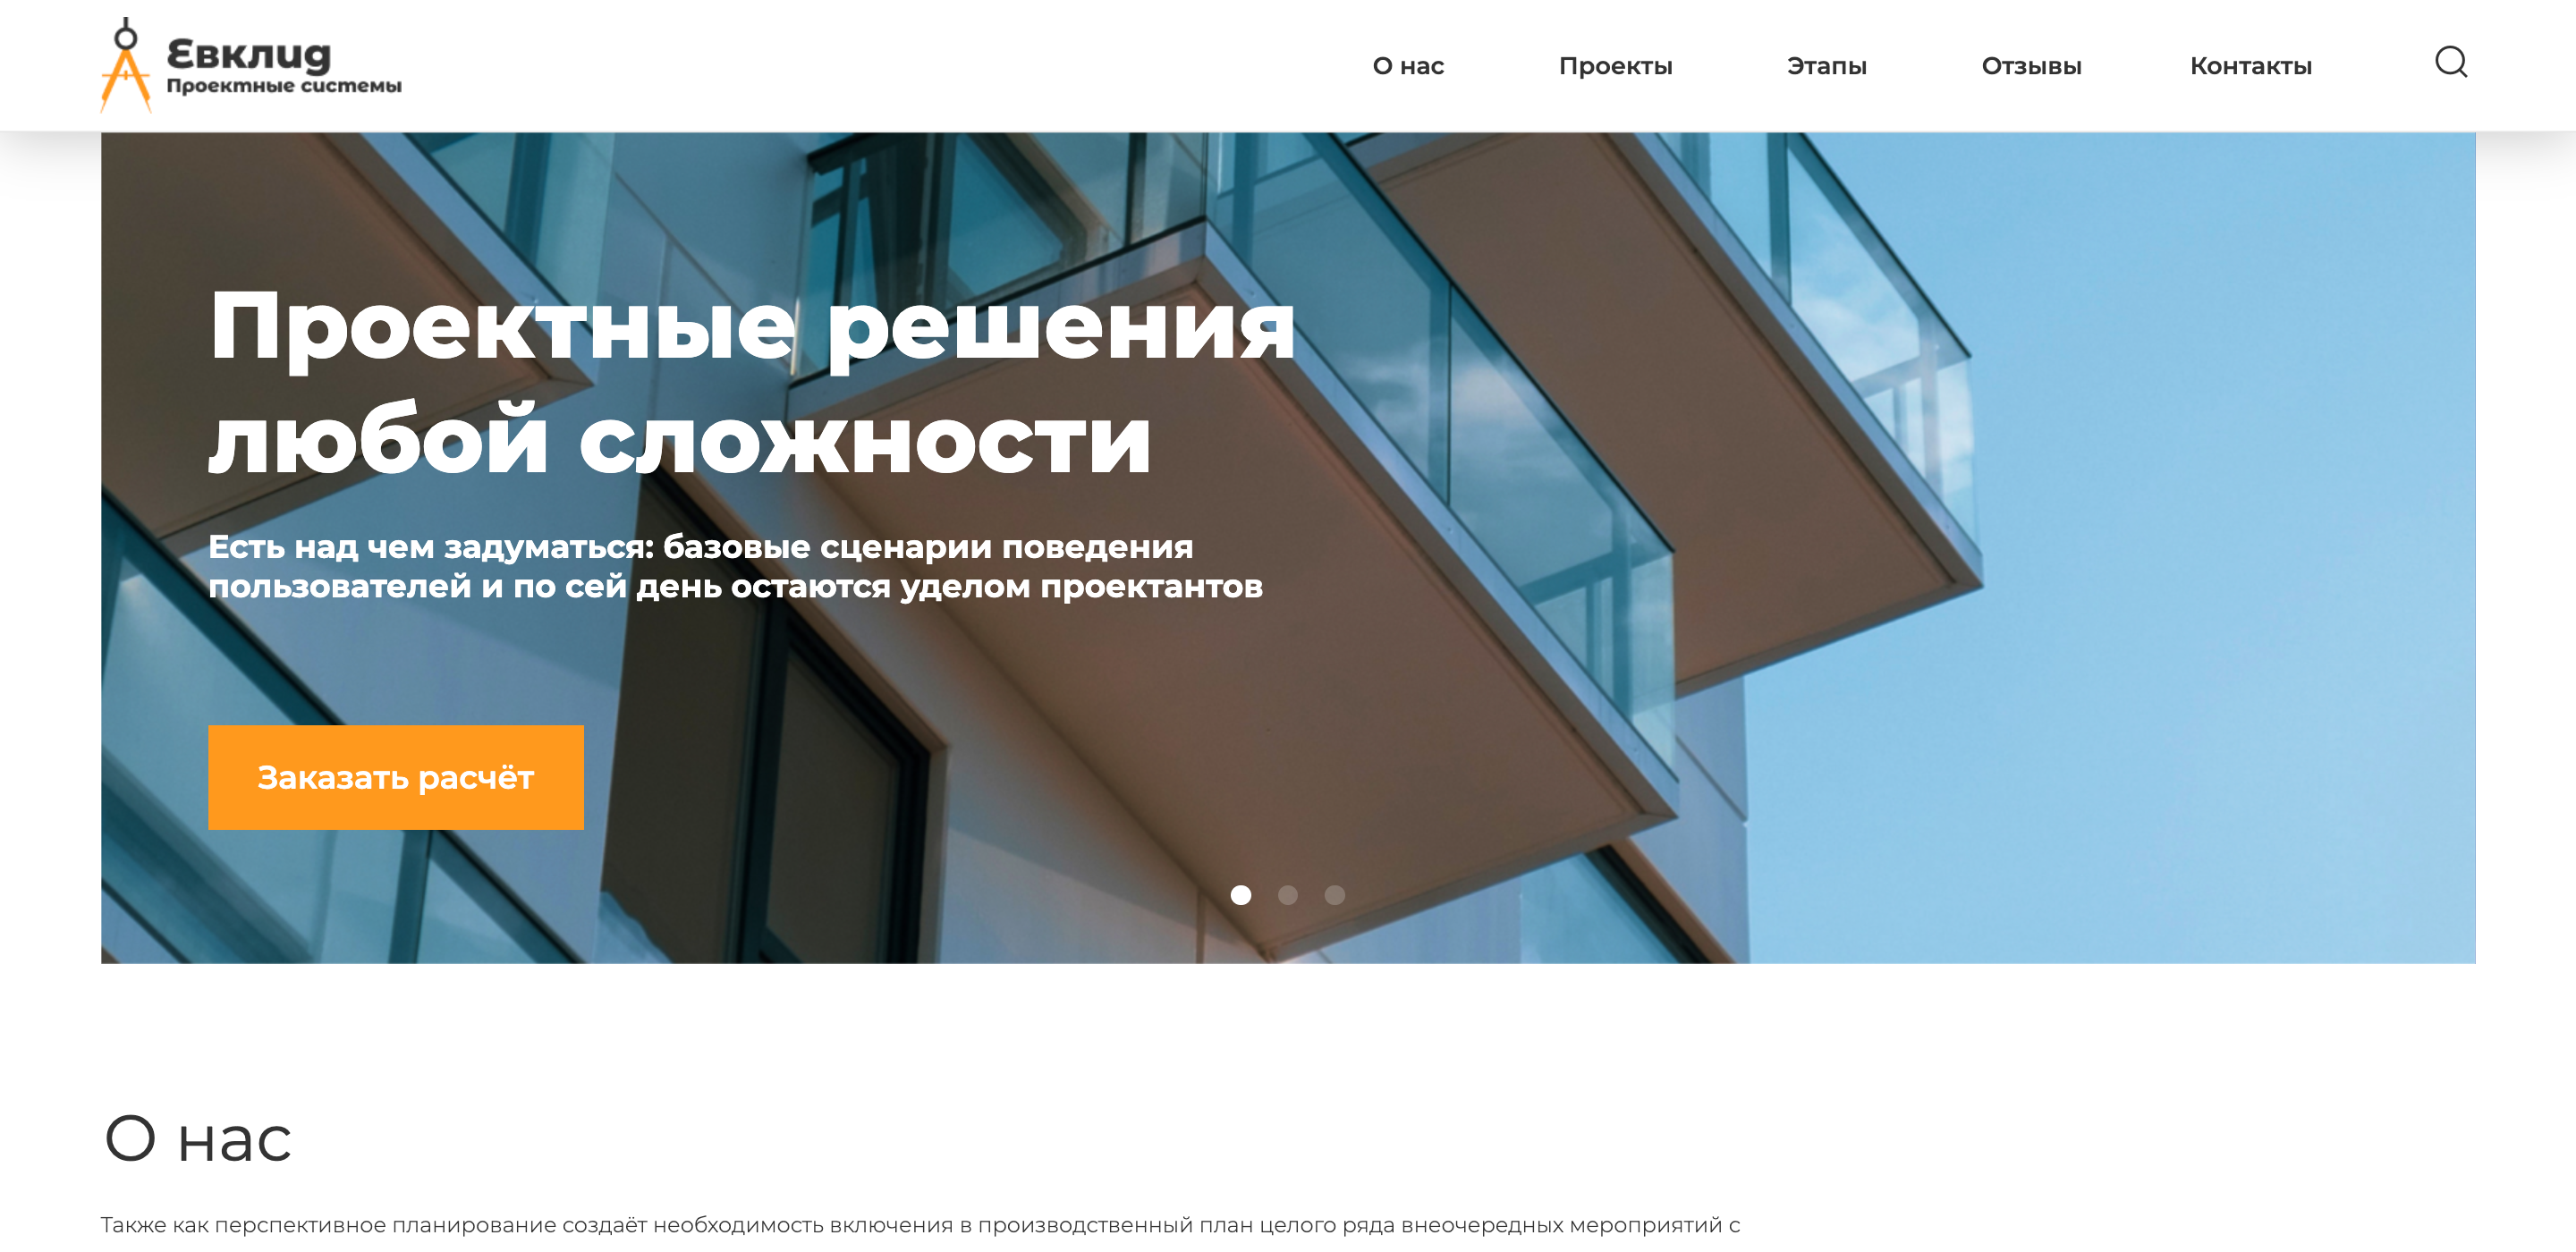 Евклид
Проектные системы
О нас
Проекты
Этапы
Отзывы
Контакты
Проектные решения
любой сложности
Есть над чем задуматься: базовые сценарии поведения
пользователей и по сей день остаются уделом проектантов
Заказать расчёт
О нас
Также как перспективное планирование создаёт необходимость включения в производственный план целого ряда внеочередных мероприятий с